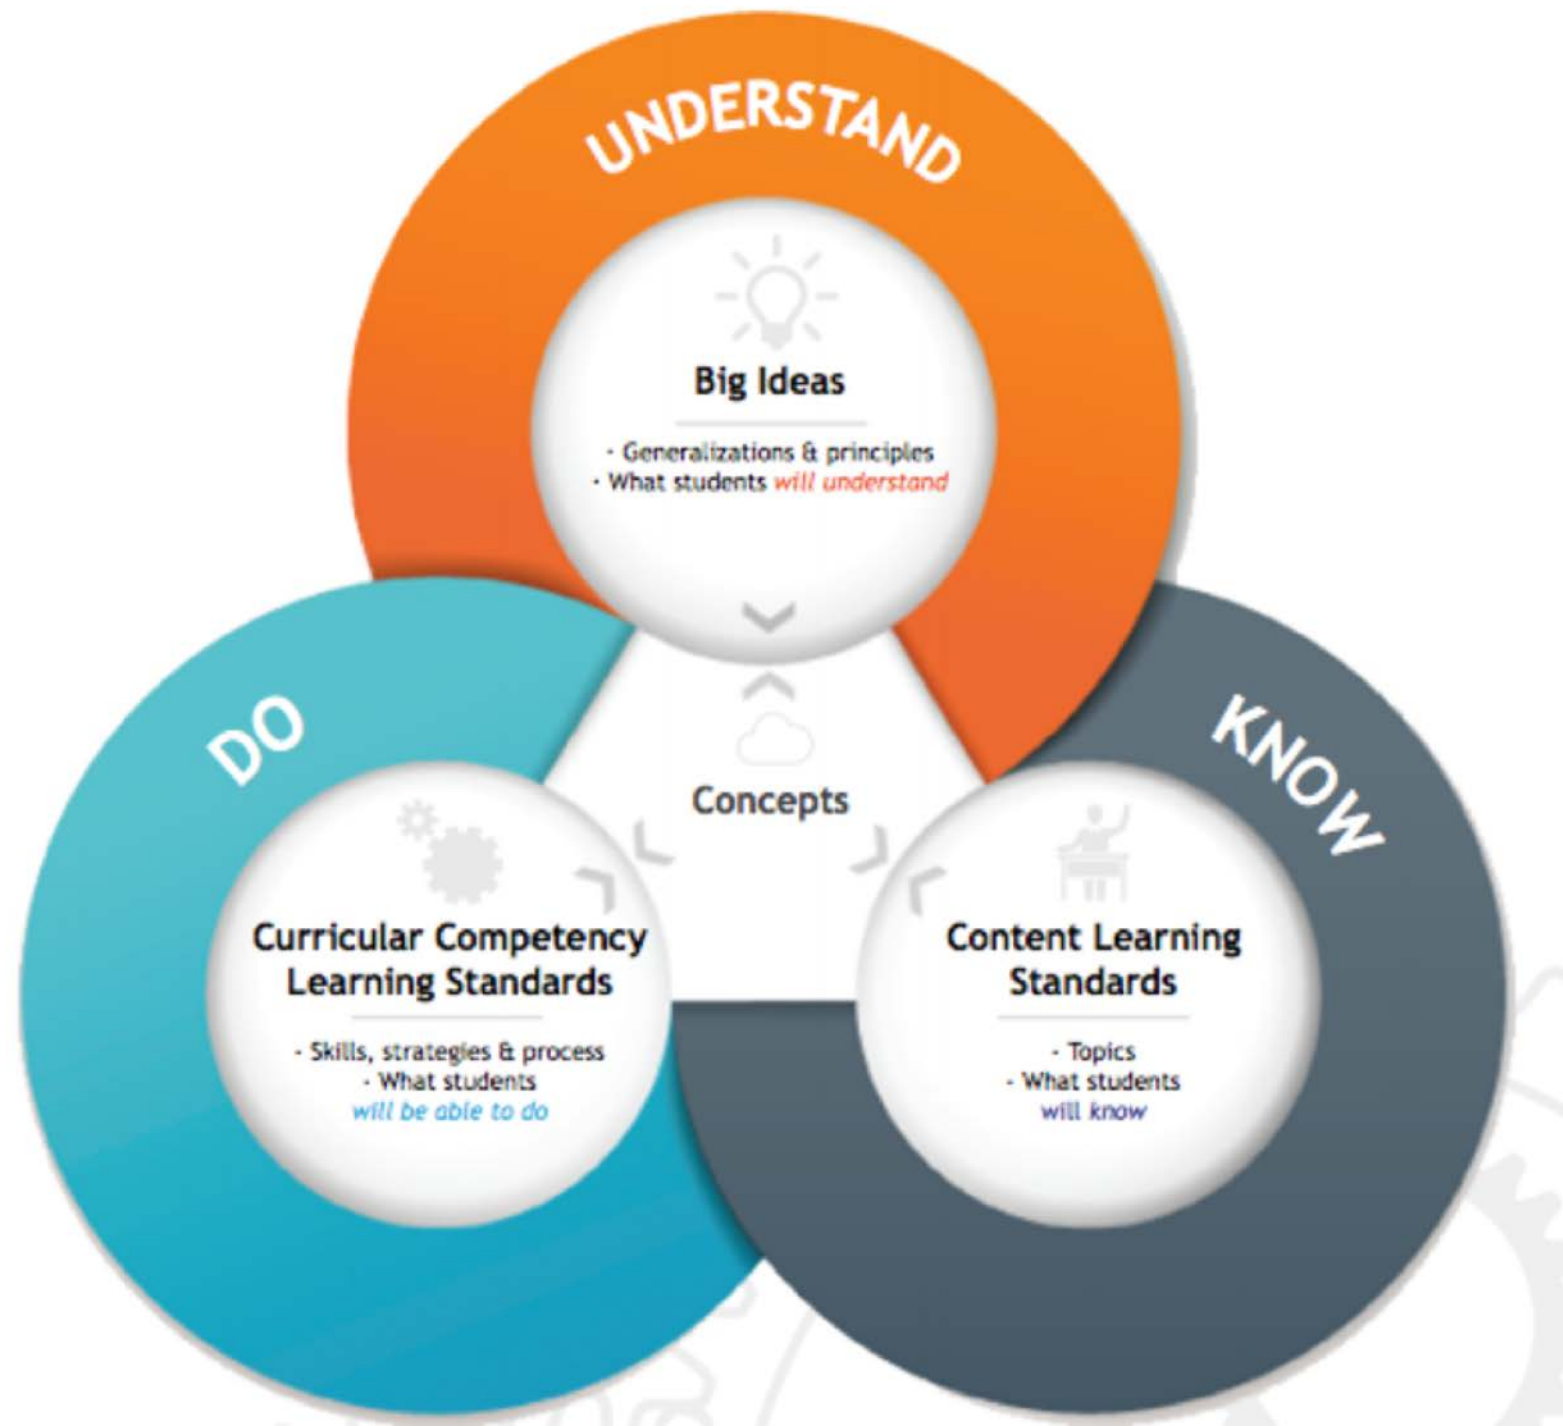 UNDERSTAND
Big Ideas
- Generalizations & principles
- What students will understand
DO
KNOW
Concepts
Curricular Competency
Learning Standards
- Skills, strategies & process
- What students
will be able to do
Content Learning
Standards
- Topics
- What students
will know